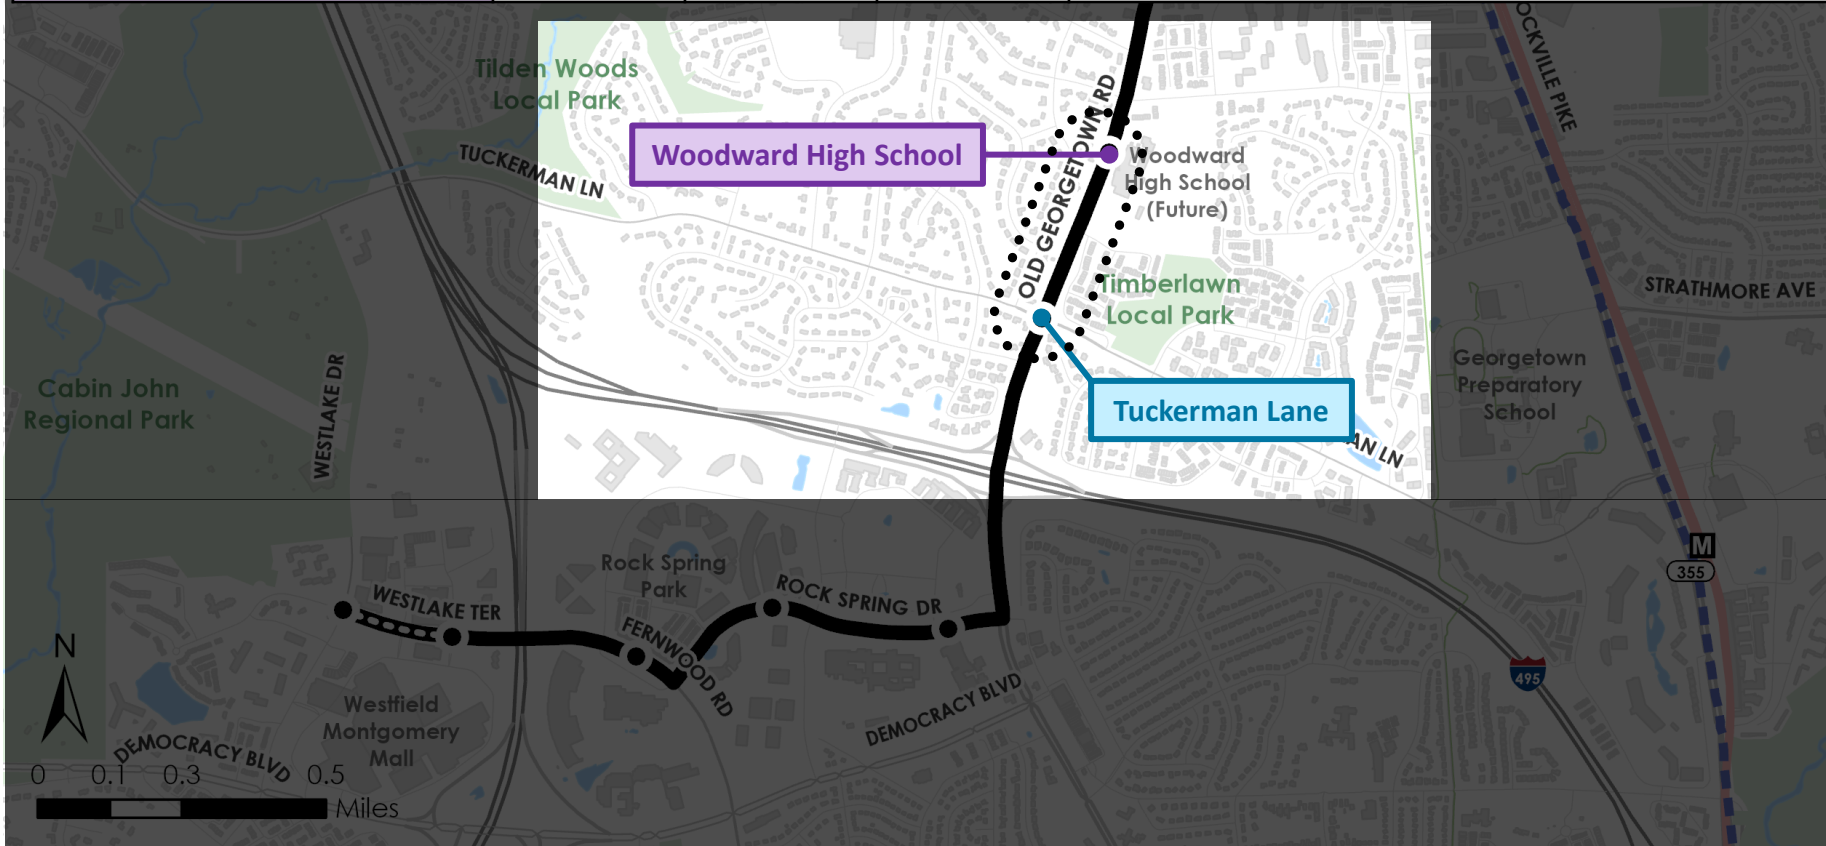 OCKVILLE PIKE
Tilden Woods
Local Park
OLD GEORGETOWN RD
TUCKERMAN LN
Woodward High School
Woodward
High School
(Future)
Timberlawn
Local Park
STRATHMORE AVE
Georgetown
Preparatory
School
Cabin John
Regional Park
WESTLAKE DR
Tuckerman Lane
AN LN
M
355
Rock Spring
Park
WESTLAKE TER
ROCK SPRING DR
FERNWOOD RD
N
495
Westfield
Montgomery
Mall
DEMOCRACY BLVD
DEMOCRACY BLVD
0 0.1 0.3 0.5
Miles